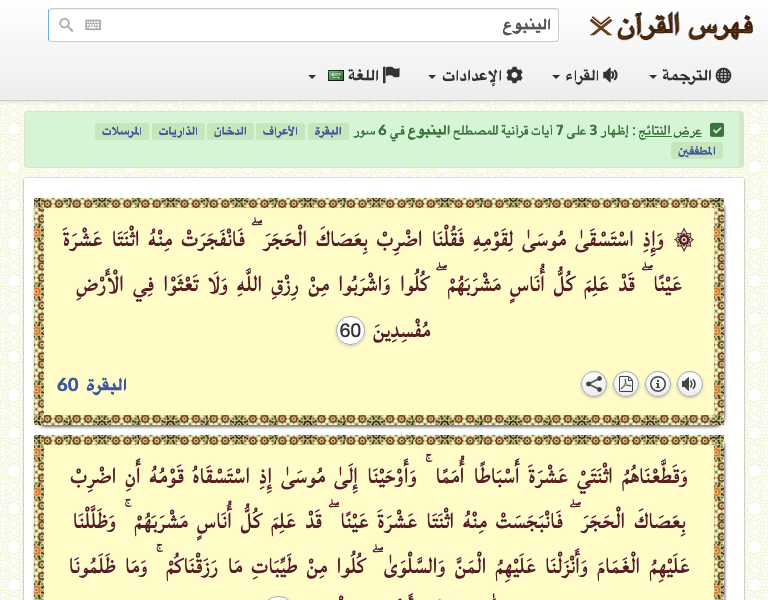 فهرس القرآن
الينبوع
الترجمة
القراء
الإعدادات
اللغة
عرض النتائج : إظهار 3 على 7 آيات قرآنية للمصطلح الينبوع في 6 سور البقرة الأعراف الدخان الذاريات المرسلات
المطففين
۞ وَإِذِ اسْتَسْقَىٰ مُوسَىٰ لِقَوْمِهِ فَقُلْنَا اضْرِبْ بِعَصَاكَ الْحَجَرَ ۖ فَانْفَجَرَتْ مِنْهُ اثْنَتَا عَشْرَةَ
عَيْنًا ۖ قَدْ عَلِمَ كُلُّ أُنَاسٍ مَشْرَبَهُمْ ۖ كُلُوا وَاشْرَبُوا مِنْ رِزْقِ اللَّهِ وَلَا تَعْثَوْا فِي الْأَرْضِ
مُفْسِدِينَ 60
البقرة 60
وَقَطَّعْنَاهُمُ اثْنَتَيْ عَشْرَةَ أَسْبَاطًا أُمَمًا ۚ وَأَوْحَيْنَا إِلَىٰ مُوسَىٰ إِذِ اسْتَسْقَاهُ قَوْمُهُ أَنِ اضْرِبْ
بِعَصَاكَ الْحَجَرَ ۖ فَانْبَجَسَتْ مِنْهُ اثْنَتَا عَشْرَةَ عَيْنًا ۖ قَدْ عَلِمَ كُلُّ أُنَاسٍ مَشْرَبَهُمْ ۚ وَظَلَّلْنَا
عَلَيْهِمُ الْغَمَامَ وَأَنْزَلْنَا عَلَيْهِمُ الْمَنَّ وَالسَّلْوَىٰ ۖ كُلُوا مِنْ طَيِّبَاتِ مَا رَزَقْنَاكُمْ ۚ وَمَا ظَلَمُونَا